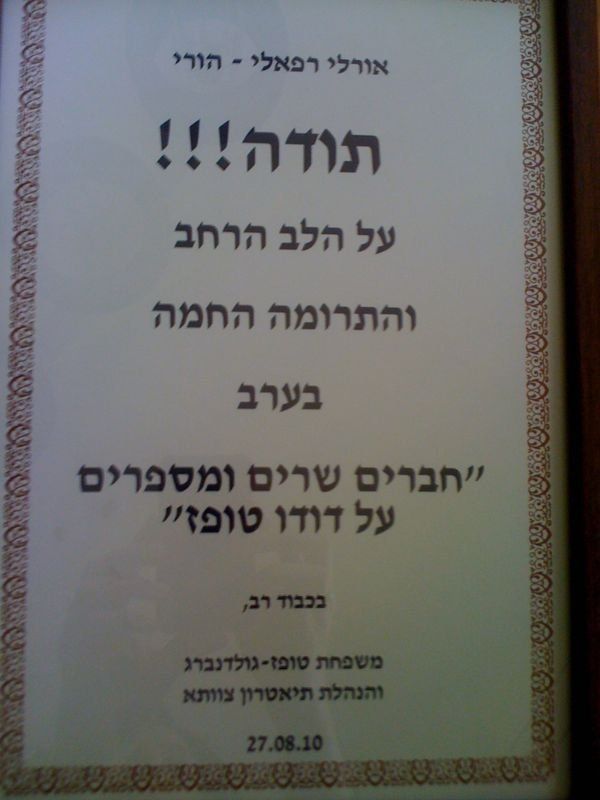 אורלי רפאלי - הורי
תודה!!!
על הלב הרחב
והתרומה החמה
בערב
"חברים שרים ומספרים
על דודו טופז"
בכבוד רב,
משפחת טופז-גולדנברג
והנהלת תיאטרון צוותא
27.08.10